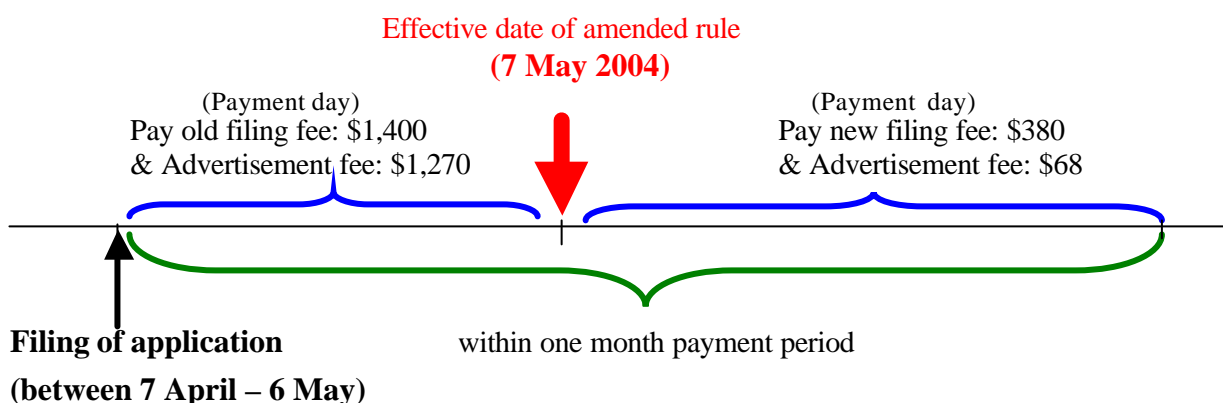 Effective date of amended rule
(7 May 2004)
(Payment day)
Pay old filing fee: $1,400
& Advertisement fee: $1,270
(Payment day)
Pay new filing fee: $380
& Advertisement fee: $68
Filing of application
(between 7 April – 6 May)
within one month payment period